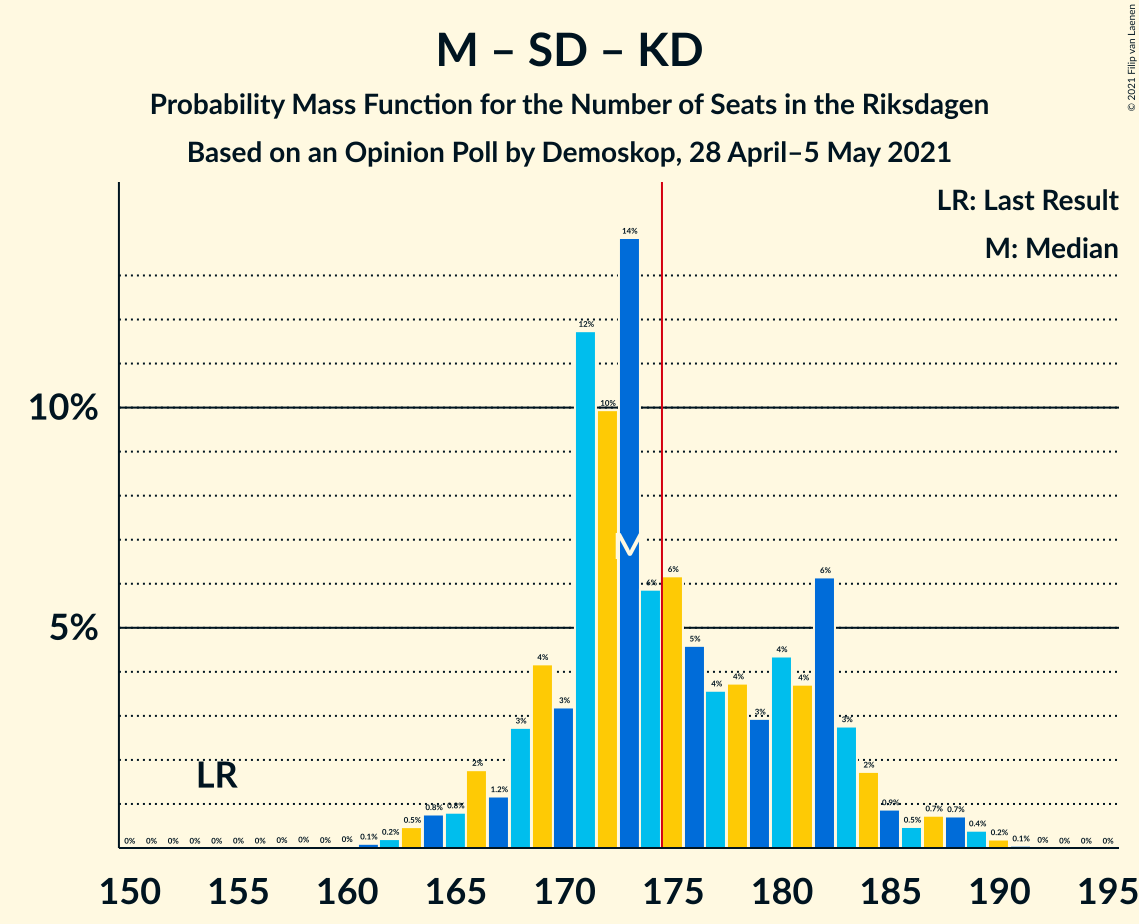 M – SD – KD
Probability Mass Function for the Number of Seats in the Riksdagen
Based on an Opinion Poll by Demoskop, 28 April–5 May 2021
© 2021 Filip van Laenen
LR: Last Result
M: Median
10%
5%
LR
M
0% 0% 0% 0% 0% 0% 0% 0% 0% 0% 0% 0.1% 0.2% 0.5% 0.8% 0.8% 2% 1.2% 3% 4% 3% 12% 10% 14% 6% 6% 5% 4% 4% 3% 4% 4% 6% 3% 2% 0.9% 0.5% 0.7% 0.7% 0.4% 0.2% 0.1% 0% 0% 0% 0%
150 155 160 165 170 175 180 185 190 195